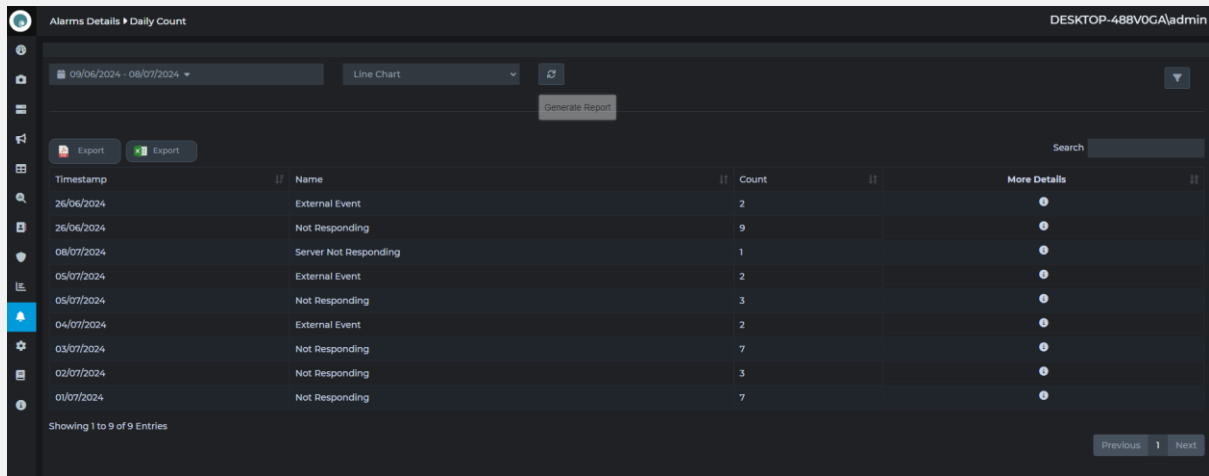 Alarms Details Daily Count DESKTOP-488V0GA\admin
09/06/2024 - 08/07/2024 Line Chart
Generate Report
Export Export Search
Timestamp Name Count More Details
26/06/2024 External Event 2
26/06/2024 Not Responding 9
08/07/2024 Server Not Responding 1
05/07/2024 External Event 2
05/07/2024 Not Responding 3
04/07/2024 External Event 2
03/07/2024 Not Responding 7
02/07/2024 Not Responding 3
01/07/2024 Not Responding 7
Showing 1 to 9 of 9 Entries
Previous 1 Next